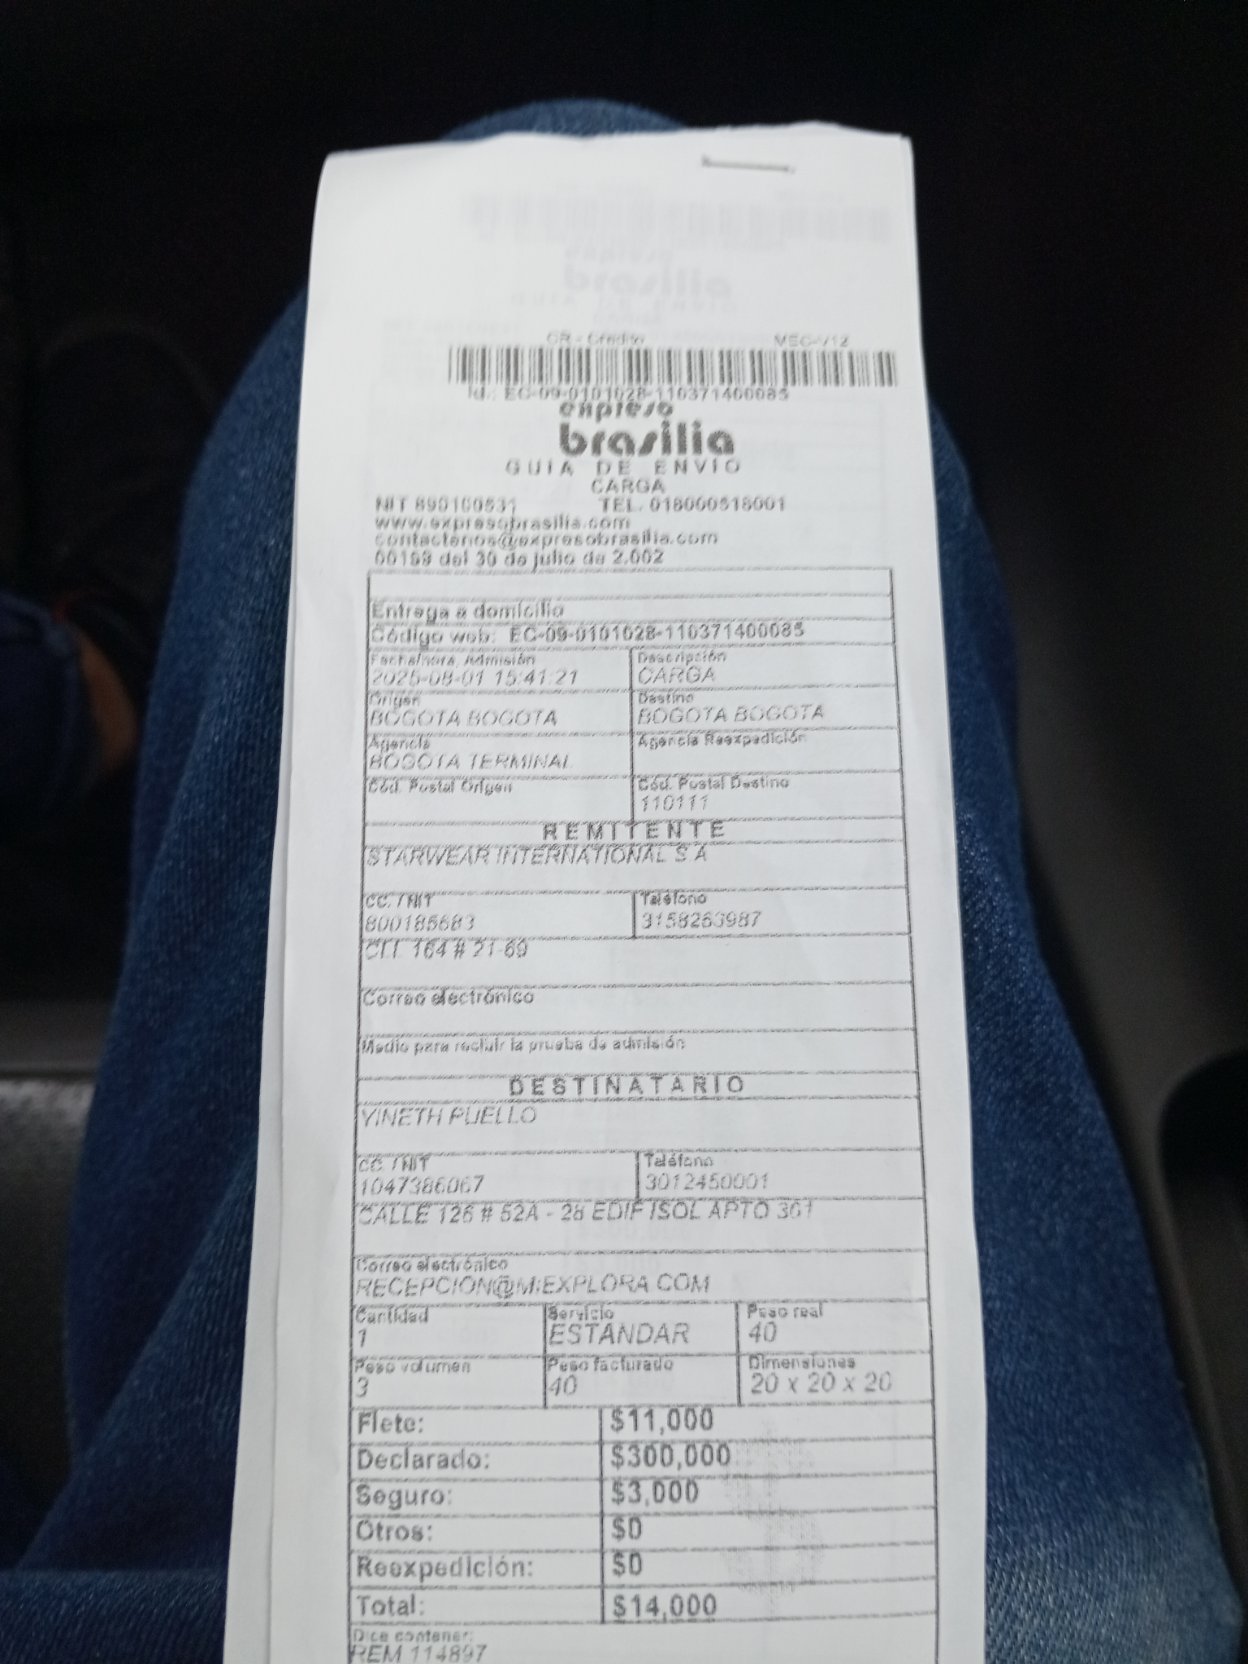 CR - Crédito MEC-V12
Id.: EC-09-0101028-110371400085
expreso
brasilia
GUIA DE ENVIO
CARGA
NIT 890100531 TEL. 018000518001
www.expresobrasilia.com
contactenos@expresobrasilia.com
00199 del 30 de julio de 2.002
Entrega a domicilio
Código web: EC-09-0101028-110371400085
Fecha/hora, Admisión Descripción
2025-08-01 15:41:21 CARGA
Origen Destino
BOGOTA BOGOTA BOGOTA BOGOTA
Agencia Agencia Reexpedición
BOGOTA TERMINAL
Cód. Postal Origen Cód. Postal Destino
110111
REMITENTE
STARWEAR INTERNATIONAL S A
CC. / NIT Teléfono
800185683 3158263987
CLL 164 # 21-69
Correo electrónico
Medio para recibir la prueba de admisión
DESTINATARIO
YINETH PUELLO
CC. / NIT Teléfono
1047386067 3012450001
CALLE 126 # 52A - 28 EDIF ISOL APTO 361
Correo electrónico
RECEPCION@MIEXPLORA.COM
Cantidad Servicio Peso real
1 ESTANDAR 40
Peso volumen Peso facturado Dimensiones
3 40 20 x 20 x 20
Flete: $11,000
Declarado: $300,000
Seguro: $3,000
Otros: $0
Reexpedición: $0
Total: $14,000
Dice contener:
REM 114897